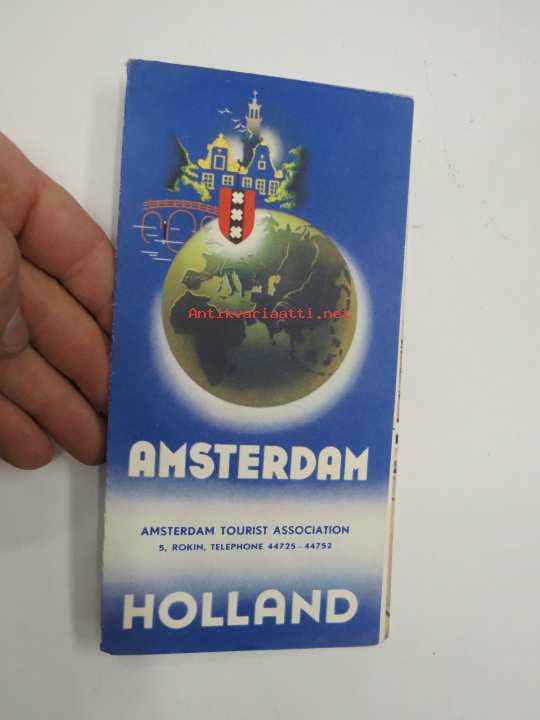 Antikvariaatti.net
AMSTERDAM
AMSTERDAM TOURIST ASSOCIATION
5, ROKIN, TELEPHONE 44725-44752
HOLLAND